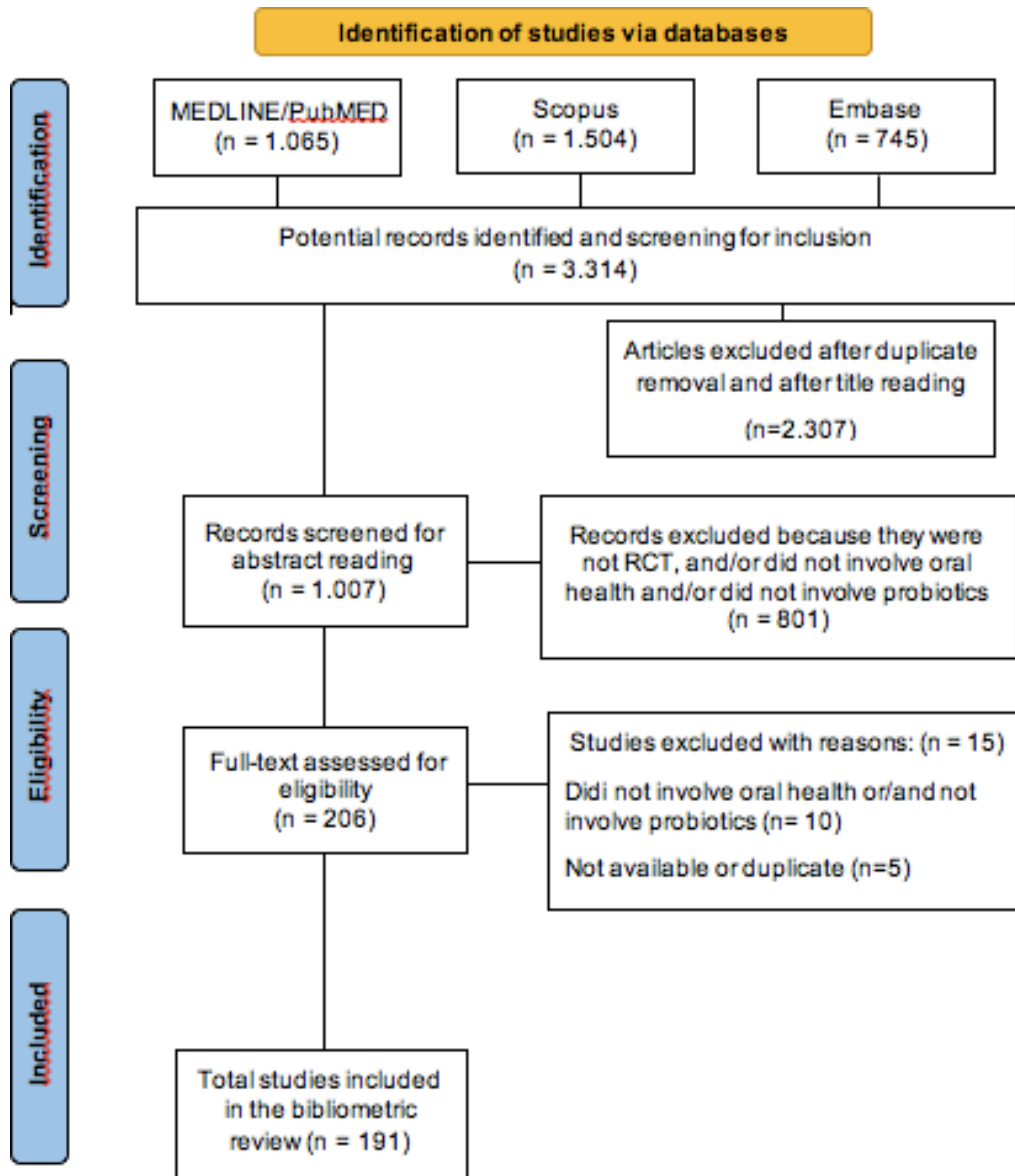 Identification of studies via databases
Identification
MEDLINE/PubMED
(n = 1.065)
Scopus
(n = 1.504)
Embase
(n = 745)
Potential records identified and screening for inclusion
(n = 3.314)
Articles excluded after duplicate
removal and after title reading
(n=2.307)
Screening
Records screened for
abstract reading
(n = 1.007)
Records excluded because they were
not RCT, and/or did not involve oral
health and/or did not involve probiotics
(n = 801)
Eligibility
Full-text assessed for
eligibility
(n = 206)
Studies excluded with reasons: (n = 15)
Didi not involve oral health or/and not
involve probiotics (n= 10)
Not available or duplicate (n=5)
Included
Total studies included
in the bibliometric
review (n = 191)